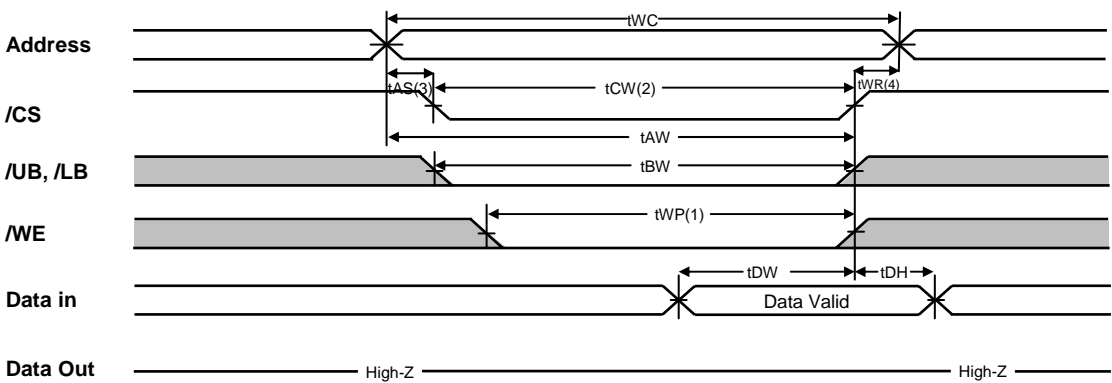 tWC
Address
tAS(3)
tCW(2)
tWR(4)
/CS
tAW
/UB, /LB
tBW
/WE
tWP(1)
tDW
tDH
Data in
Data Valid
Data Out
High-Z
High-Z